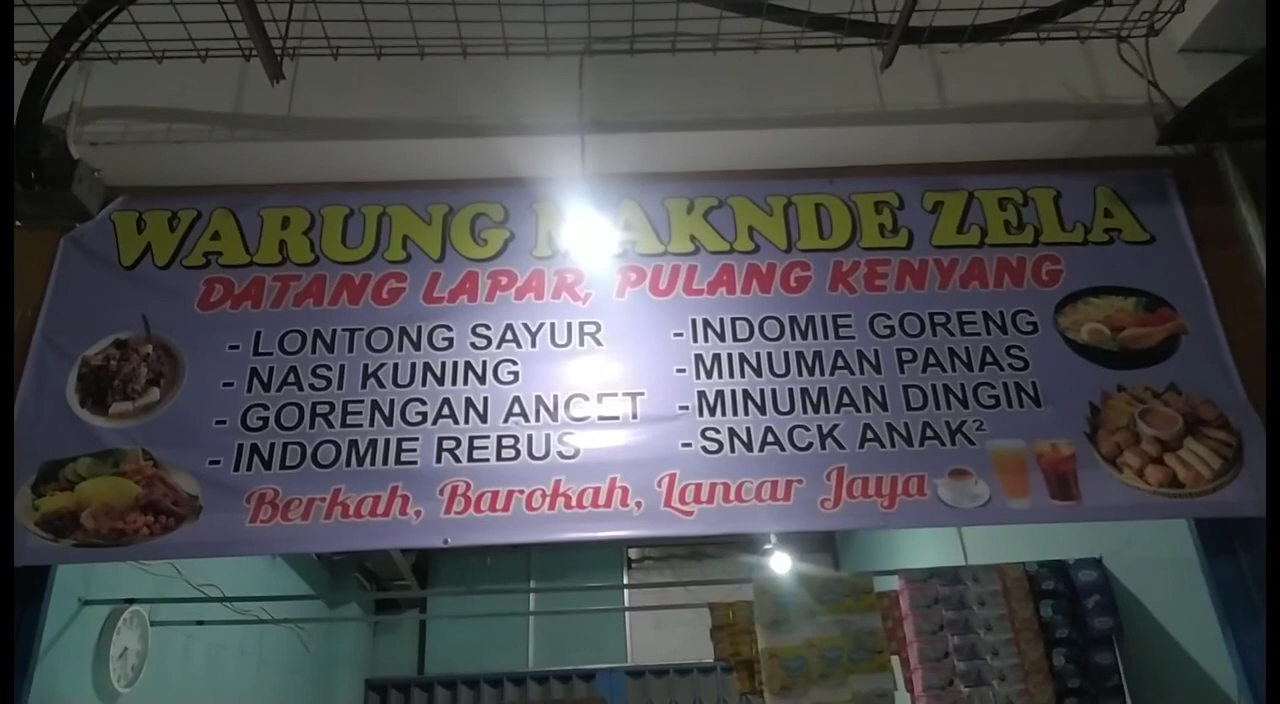 WARUNG MAKNDE ZELA
DATANG LAPAR, PULANG KENYANG
- LONTONG SAYUR
- NASI KUNING
- GORENGAN ANGET
- INDOMIE REBUS
-INDOMIE GORENG
-MINUMAN PANAS
-MINUMAN DINGIN
-SNACK ANAK²
Berkah, Barokah, Lancar Jaya